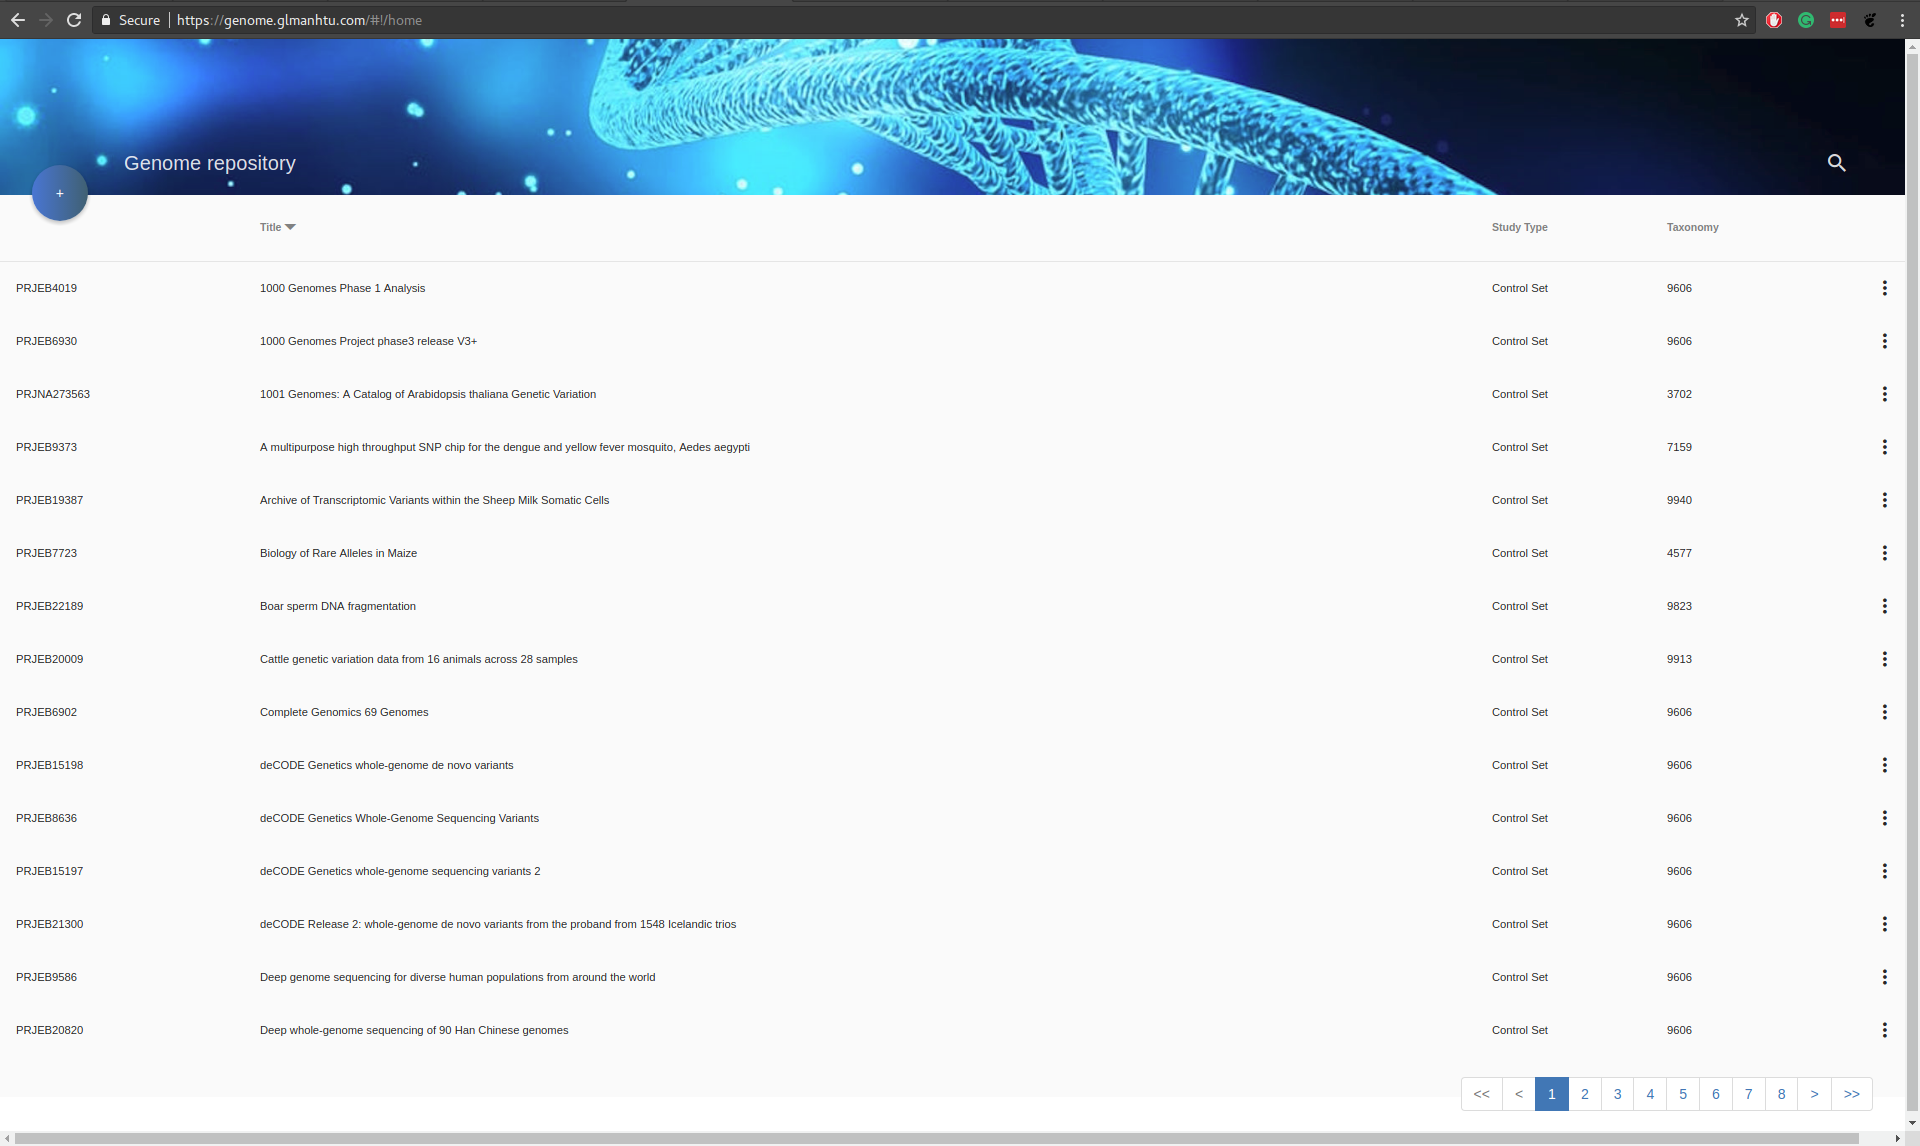 Secure https://genome.glmanhtu.com/#!/home
Genome repository
+
Title Study Type Taxonomy
PRJEB4019 1000 Genomes Phase 1 Analysis Control Set 9606
PRJEB6930 1000 Genomes Project phase3 release V3+ Control Set 9606
PRJNA273563 1001 Genomes: A Catalog of Arabidopsis thaliana Genetic Variation Control Set 3702
PRJEB9373 A multipurpose high throughput SNP chip for the dengue and yellow fever mosquito, Aedes aegypti Control Set 7159
PRJEB19387 Archive of Transcriptomic Variants within the Sheep Milk Somatic Cells Control Set 9940
PRJEB7723 Biology of Rare Alleles in Maize Control Set 4577
PRJEB22189 Boar sperm DNA fragmentation Control Set 9823
PRJEB20009 Cattle genetic variation data from 16 animals across 28 samples Control Set 9913
PRJEB6902 Complete Genomics 69 Genomes Control Set 9606
PRJEB15198 deCODE Genetics whole-genome de novo variants Control Set 9606
PRJEB8636 deCODE Genetics Whole-Genome Sequencing Variants Control Set 9606
PRJEB15197 deCODE Genetics whole-genome sequencing variants 2 Control Set 9606
PRJEB21300 deCODE Release 2: whole-genome de novo variants from the proband from 1548 Icelandic trios Control Set 9606
PRJEB9586 Deep genome sequencing for diverse human populations from around the world Control Set 9606
PRJEB20820 Deep whole-genome sequencing of 90 Han Chinese genomes Control Set 9606
<< < 1 2 3 4 5 6 7 8 > >>